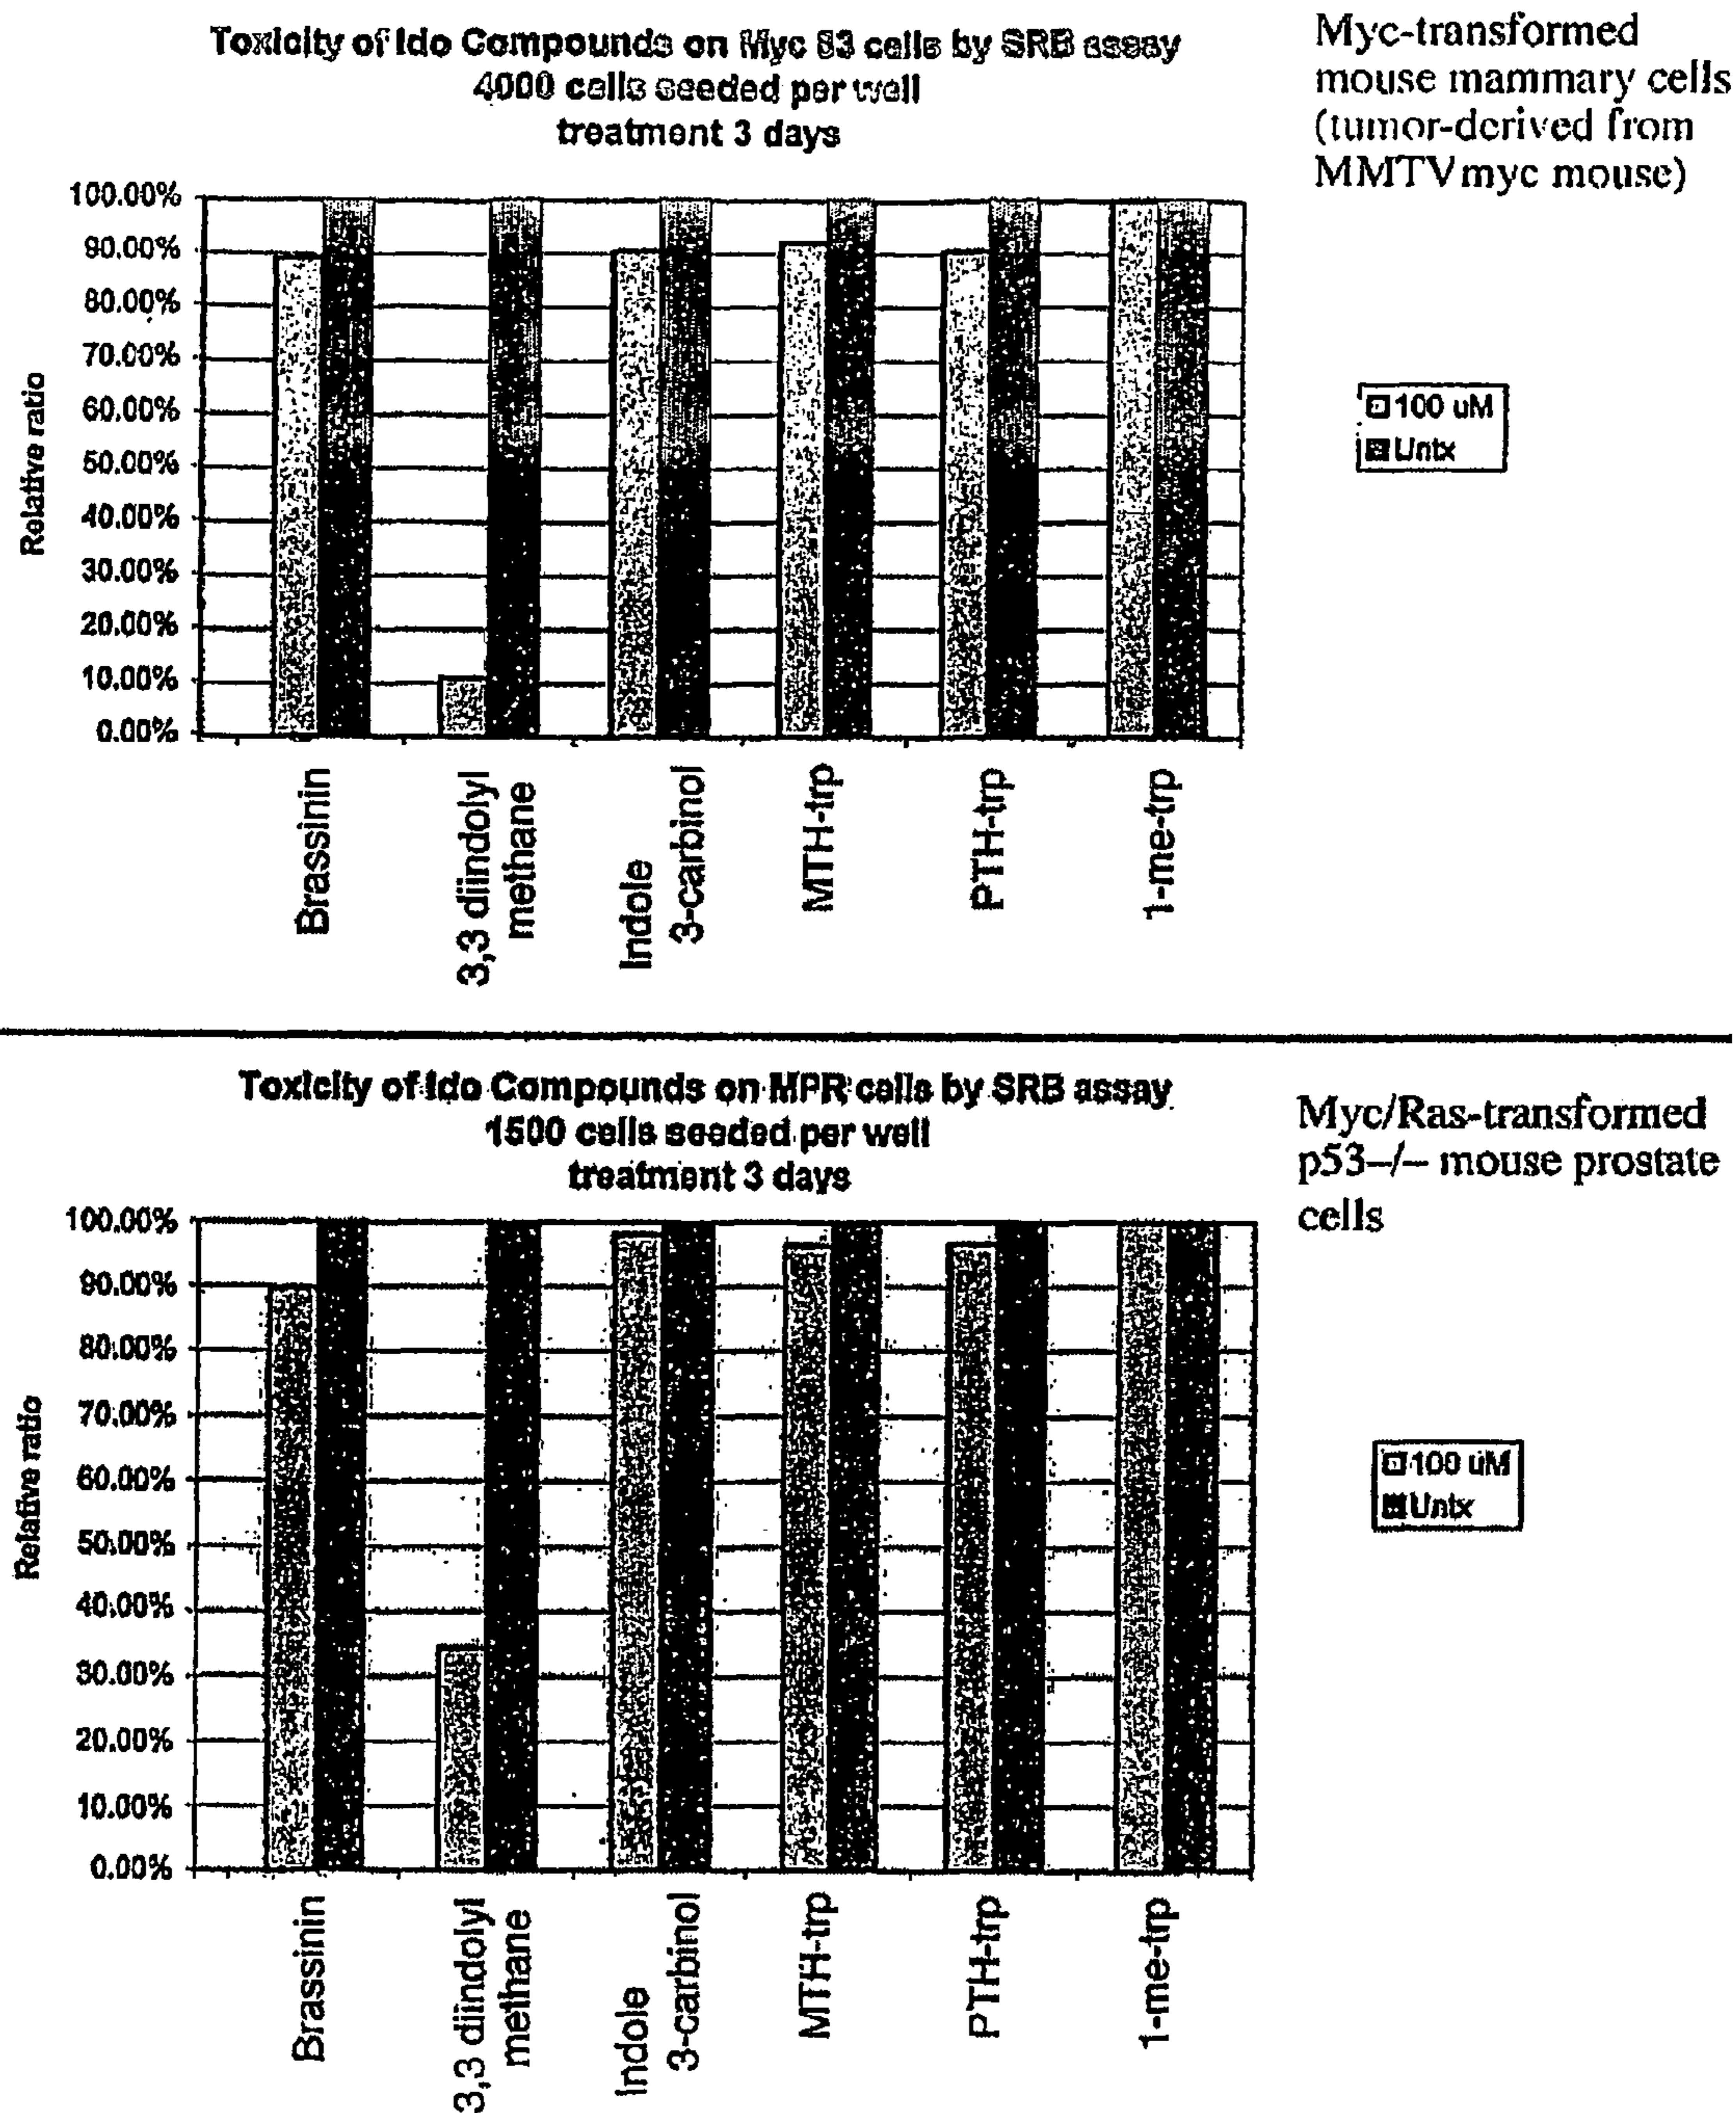 Toxicity of Ido Compounds on Myc 83 cells by SRB assay
4000 cells seeded per well
treatment 3 days
Myc-transformed
mouse mammary cells
(tumor-derived from
MMTVmyc mouse)
Relative ratio
100.00%
90.00%
80.00%
70.00%
60.00%
50.00%
40.00%
30.00%
20.00%
10.00%
0.00%
100 uM
Untx
Brassinin
3,3 diindolyl
methane
Indole
3-carbinol
MTH-trp
PTH-trp
1-me-trp
Toxicity of Ido Compounds on MPR cells by SRB assay
1500 cells seeded per well
treatment 3 days
Myc/Ras-transformed
p53–/– mouse prostate
cells
Relative ratio
100.00%
90.00%
80.00%
70.00%
60.00%
50.00%
40.00%
30.00%
20.00%
10.00%
0.00%
100 uM
Untx
Brassinin
3,3 diindolyl
methane
Indole
3-carbinol
MTH-trp
PTH-trp
1-me-trp